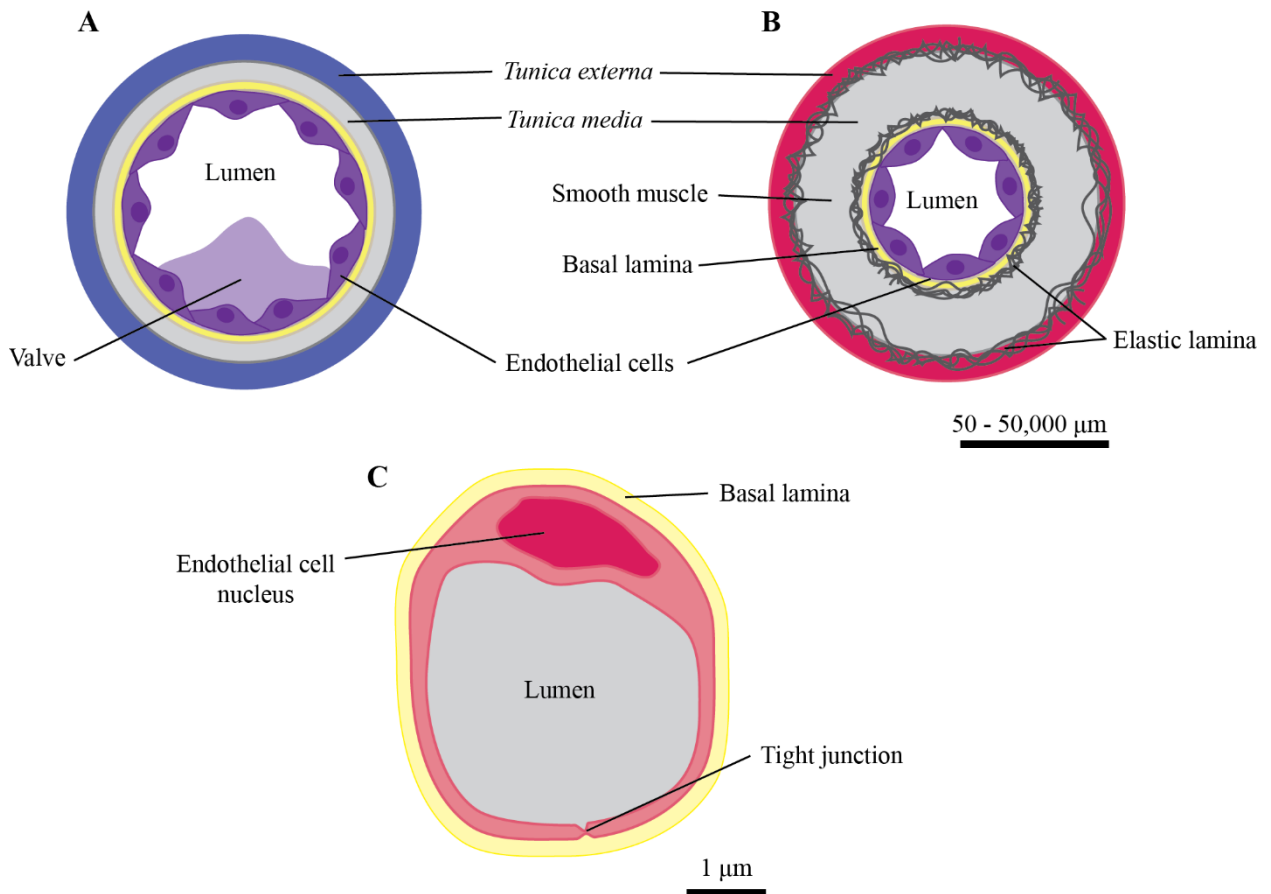 A
B
Tunica externa
Tunica media
Lumen
Smooth muscle
Lumen
Basal lamina
Valve
Endothelial cells
Elastic lamina
50 - 50,000 μm
C
Basal lamina
Endothelial cell
nucleus
Lumen
Tight junction
1 μm